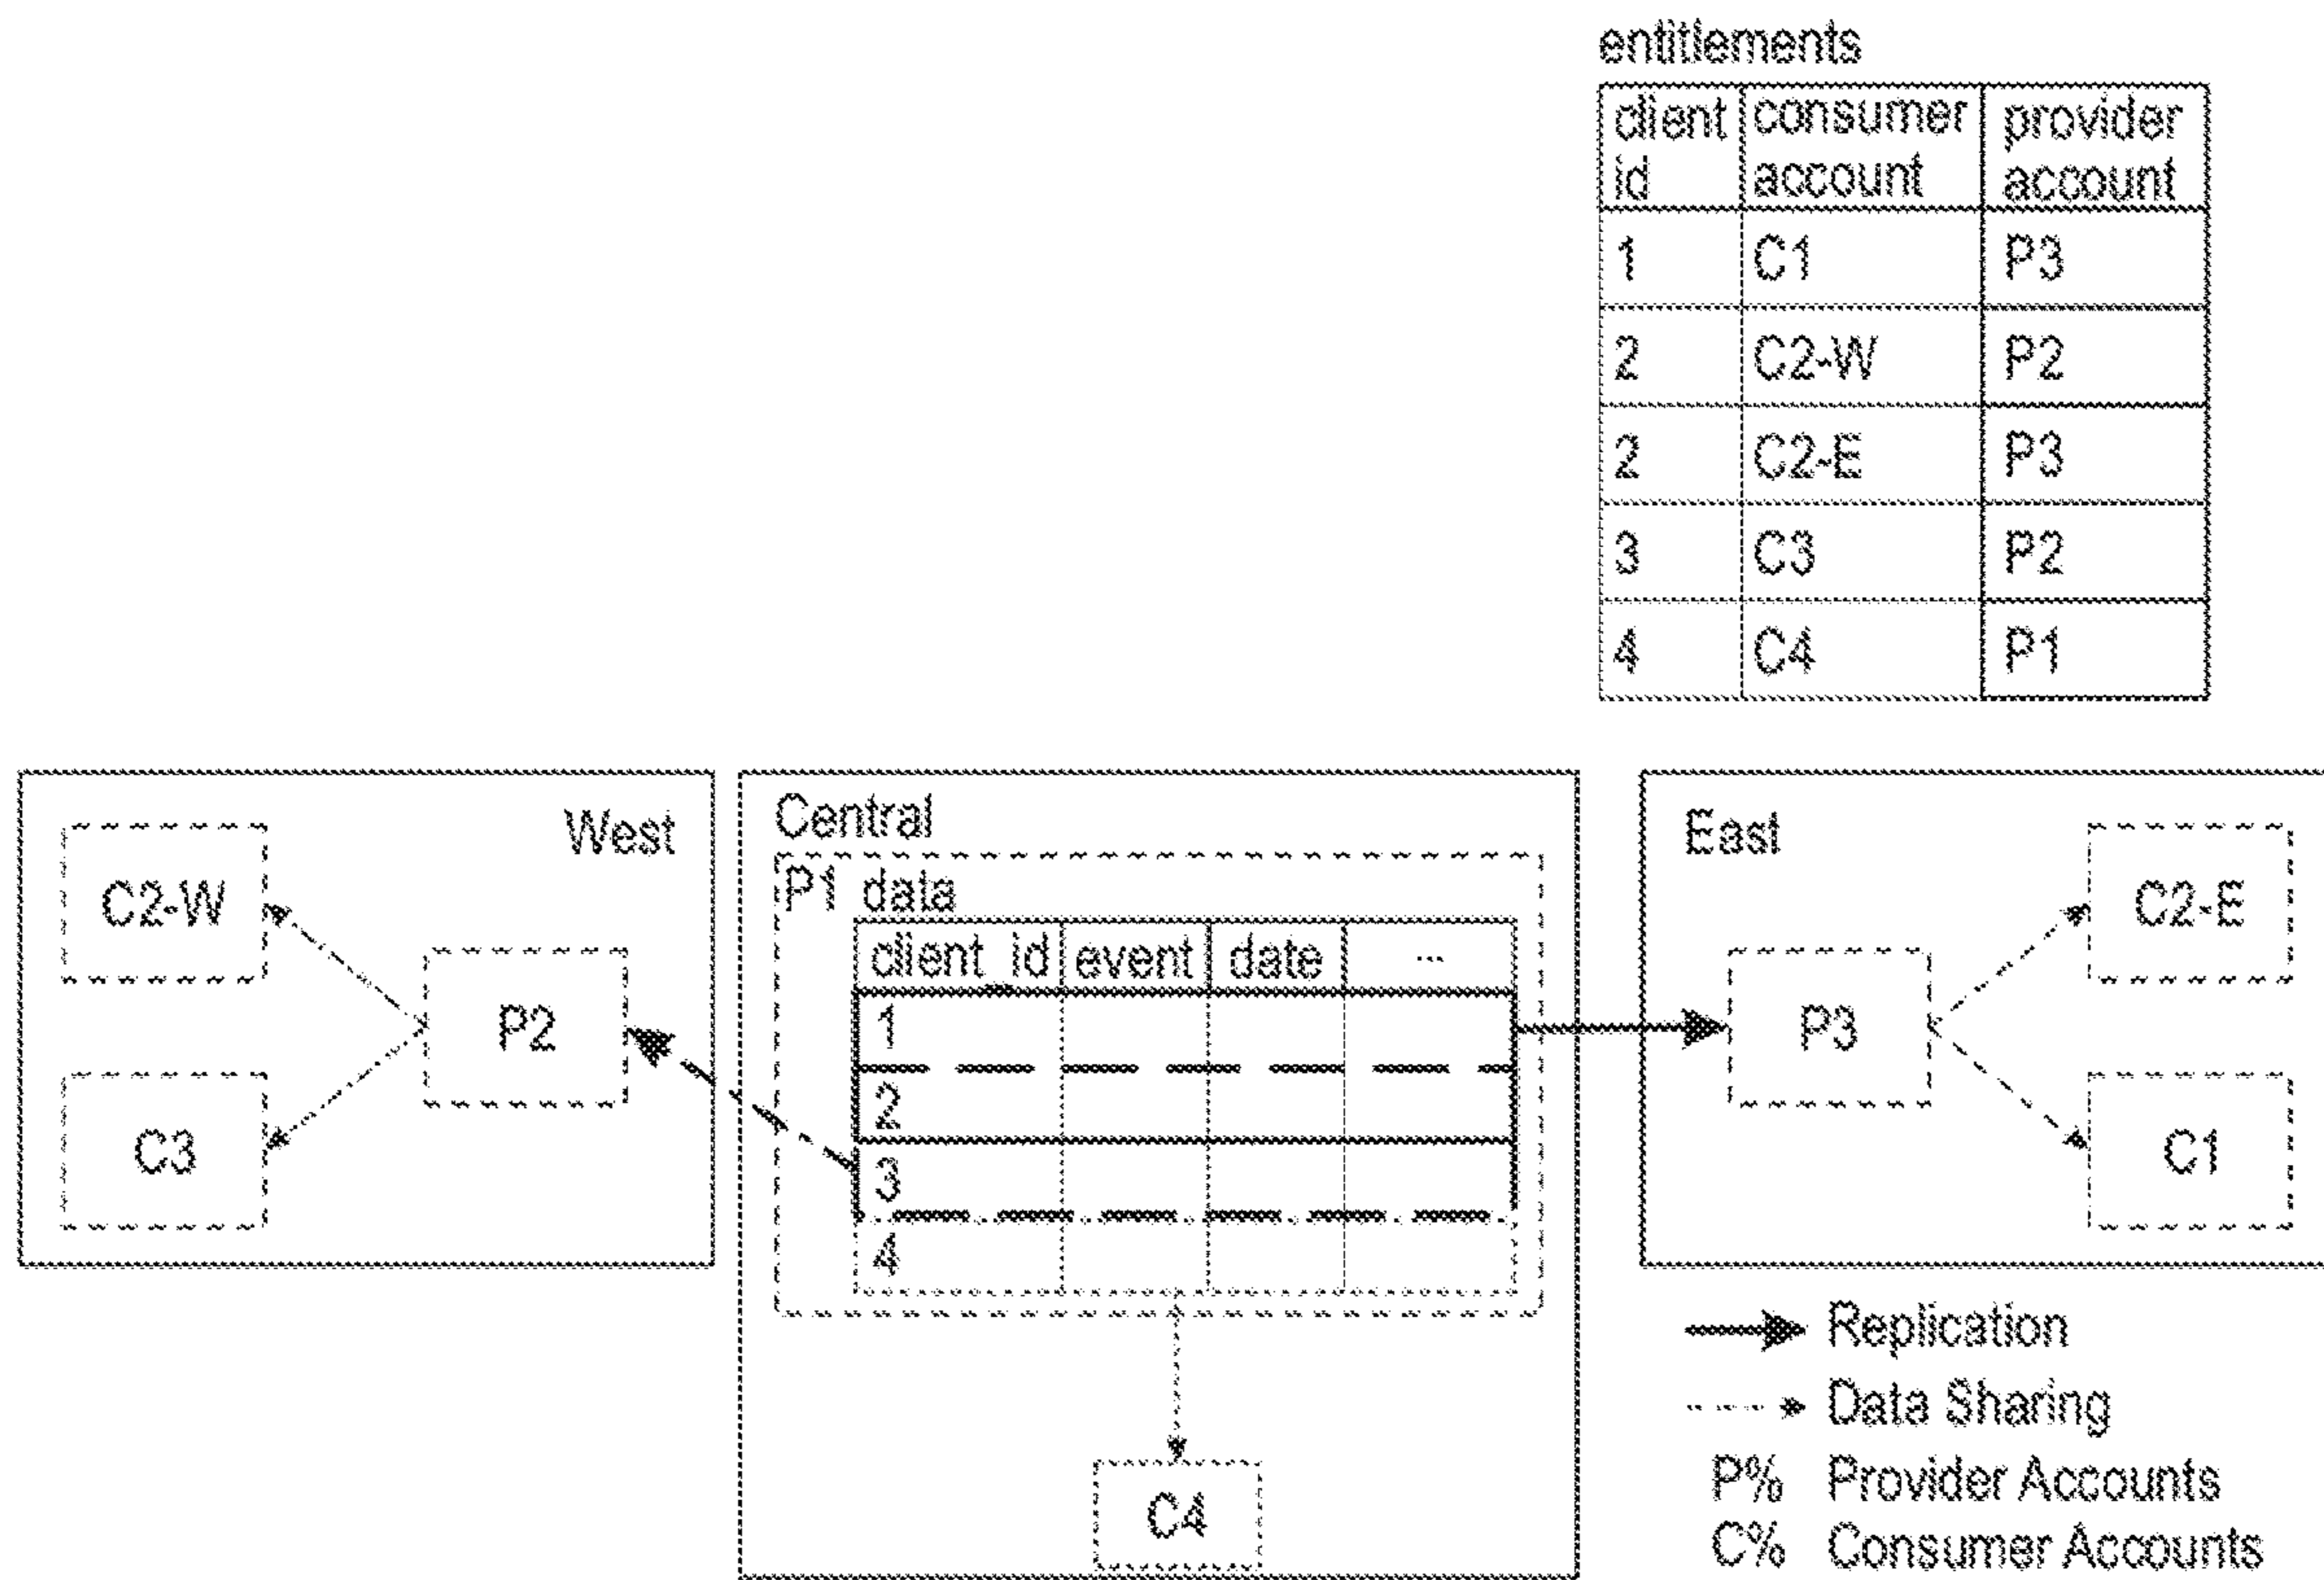 entitlements
client id consumer account provider account
1 C1 P3
2 C2-W P2
2 C2-E P3
3 C3 P2
4 C4 P1
West
C2-W
P2
C3
Central
P1 data
client_id event date ...
1
2
3
4
C4
East
C2-E
P3
C1
Replication
Data Sharing
P% Provider Accounts
C% Consumer Accounts